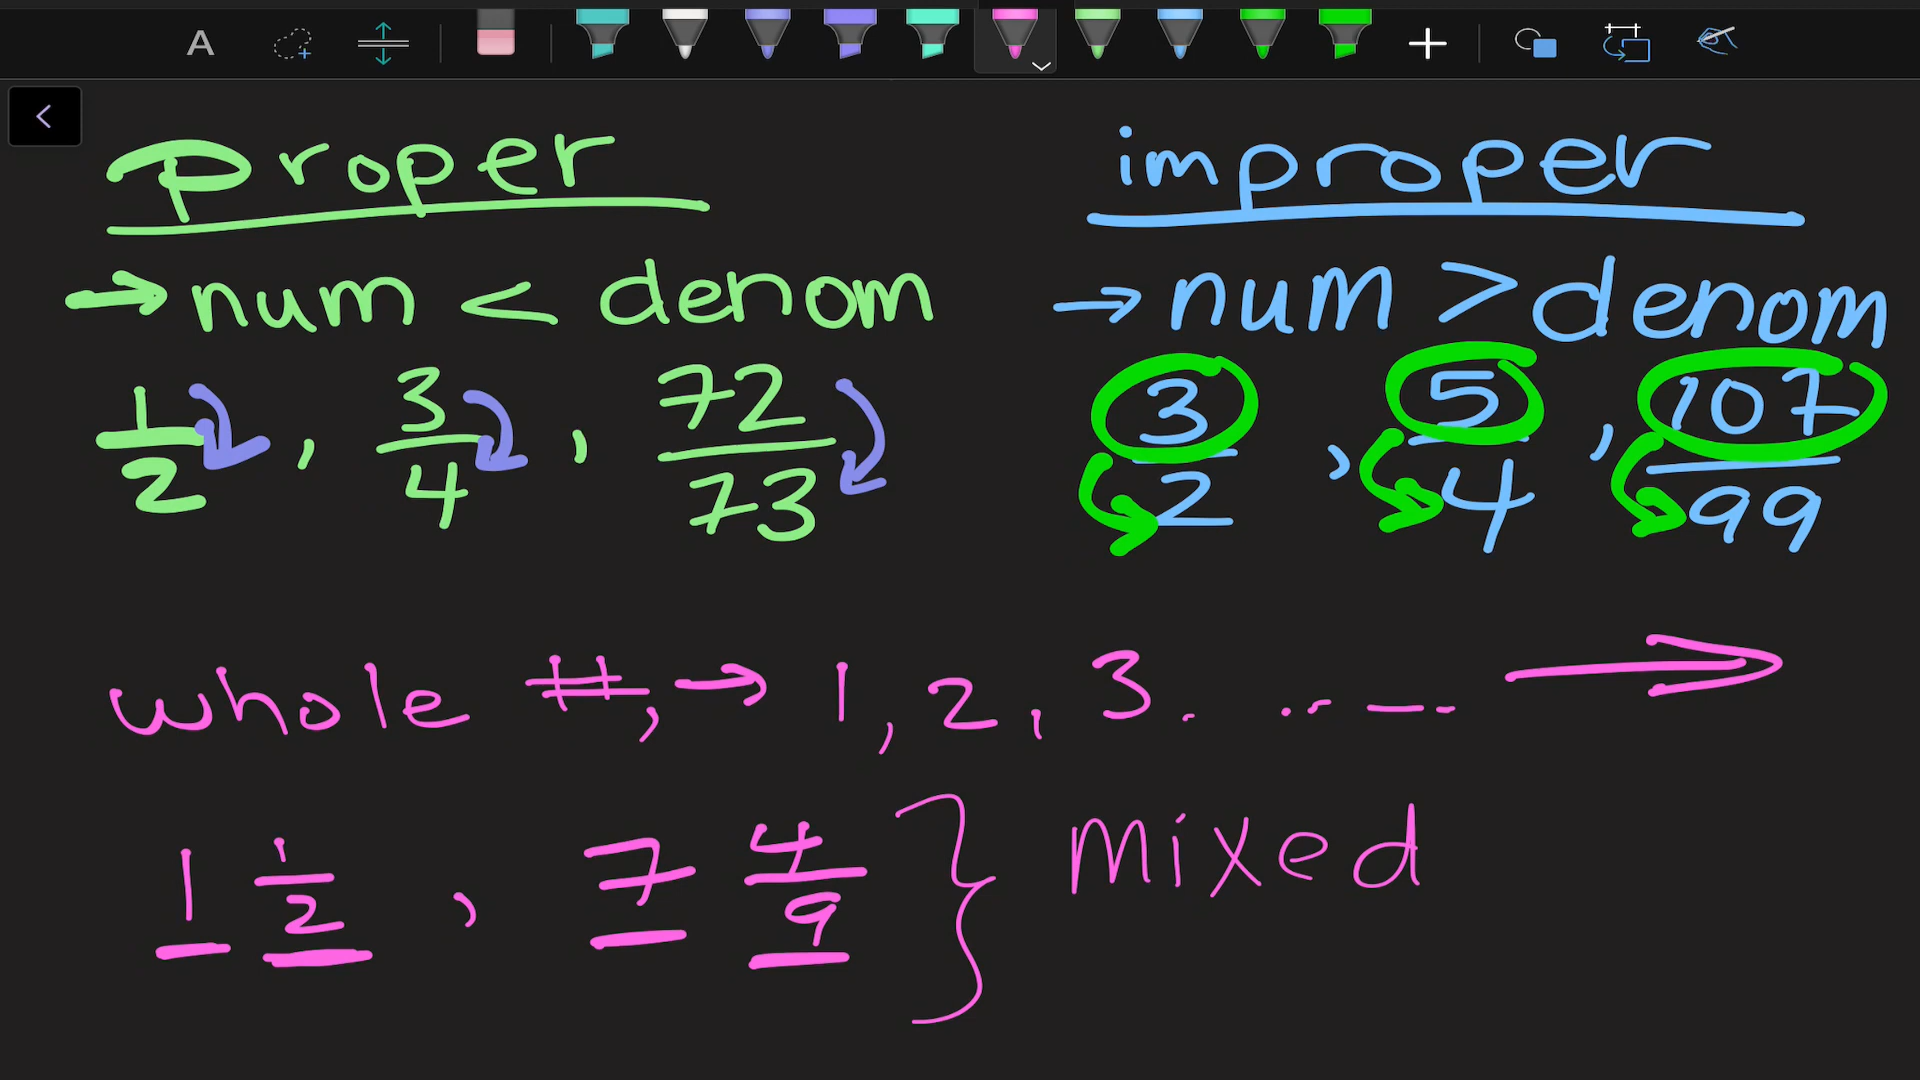 A
proper
improper
→ num < denom
→ num > denom
1/2, 3/4, 72/73
3/2, 5/4, 107/99
whole #, → 1, 2, 3. ..---
1 1/2, 7 4/9 } mixed